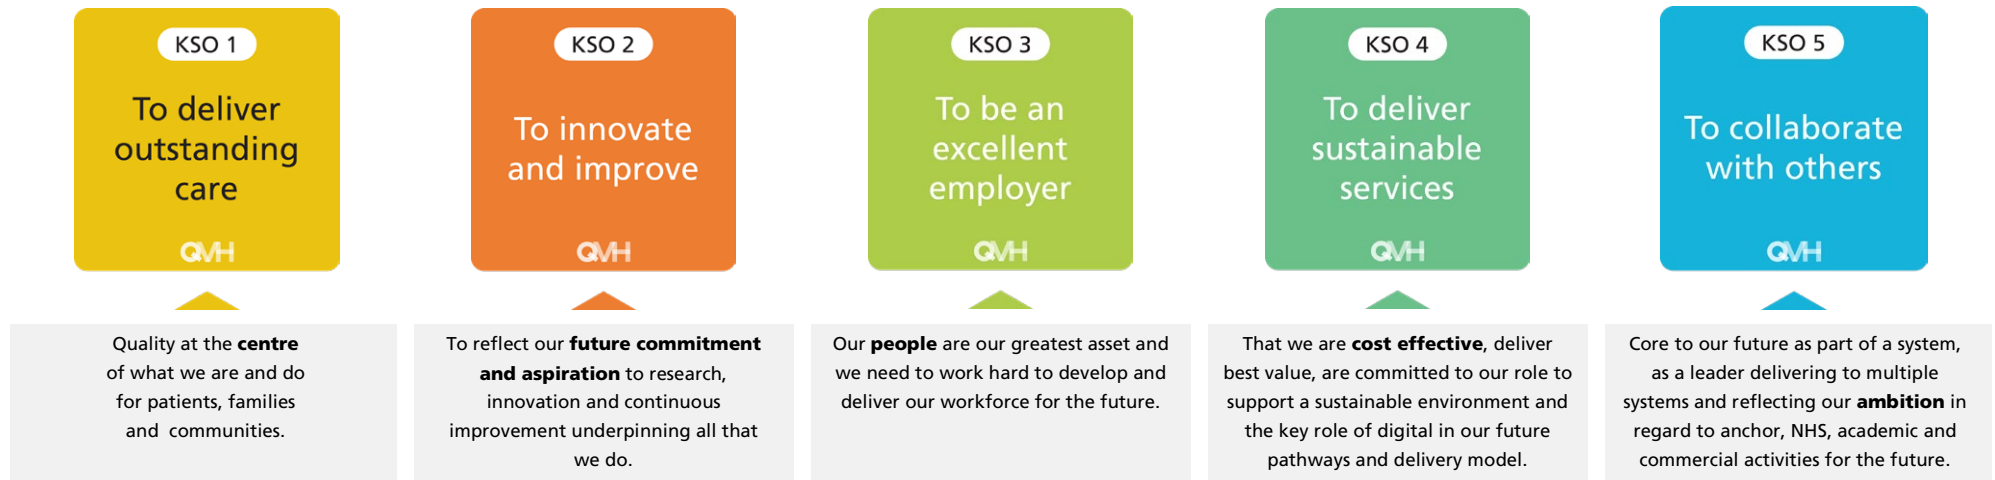 KSO 1
To deliver
outstanding
care
QVH
Quality at the centre
of what we are and do
for patients, families
and communities.
KSO 2
To innovate
and improve
QVH
To reflect our future commitment
and aspiration to research,
innovation and continuous
improvement underpinning all that
we do.
KSO 3
To be an
excellent
employer
QVH
Our people are our greatest asset and
we need to work hard to develop and
deliver our workforce for the future.
KSO 4
To deliver
sustainable
services
QVH
That we are cost effective, deliver
best value, are committed to our role to
support a sustainable environment and
the key role of digital in our future
pathways and delivery model.
KSO 5
To collaborate
with others
QVH
Core to our future as part of a system,
as a leader delivering to multiple
systems and reflecting our ambition in
regard to anchor, NHS, academic and
commercial activities for the future.